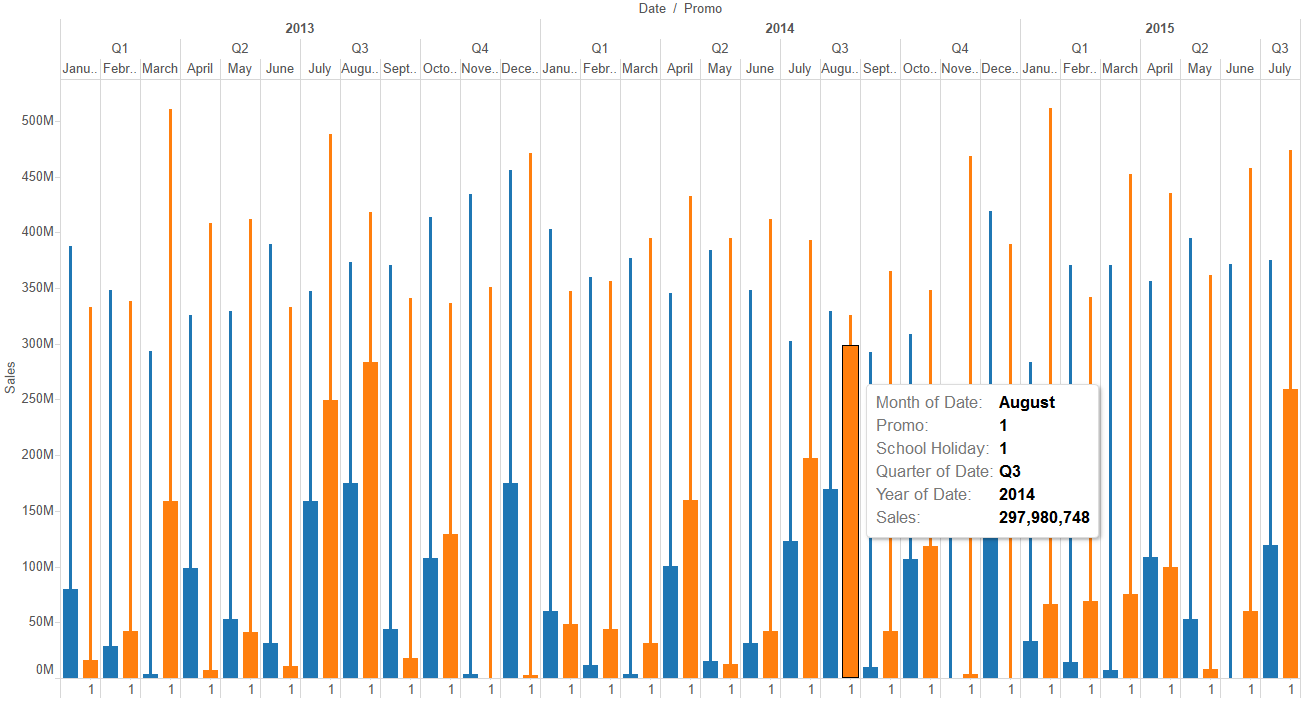 Date / Promo
2013 2014 2015
Q1 Q2 Q3 Q4 Q1 Q2 Q3 Q4 Q1 Q2 Q3
Janu.. Febr.. March April May June July Augu.. Sept.. Octo.. Nove.. Dece.. Janu.. Febr.. March April May June July Augu.. Sept.. Octo.. Nove.. Dece.. Janu.. Febr.. March April May June July
500M
450M
400M
350M
300M
250M
200M
150M
100M
50M
0M
Sales
Month of Date: August
Promo: 1
School Holiday: 1
Quarter of Date: Q3
Year of Date: 2014
Sales: 297,980,748
1 1 1 1 1 1 1 1 1 1 1 1 1 1 1 1 1 1 1 1 1 1 1 1 1 1 1 1 1 1 1